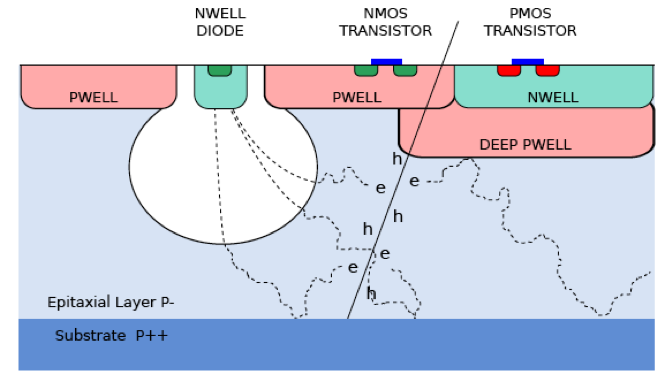 NWELL
DIODE
NMOS
TRANSISTOR
PMOS
TRANSISTOR
PWELL
PWELL
NWELL
DEEP PWELL
h
e
e
h
h
e
e
h
Epitaxial Layer P-
Substrate P++